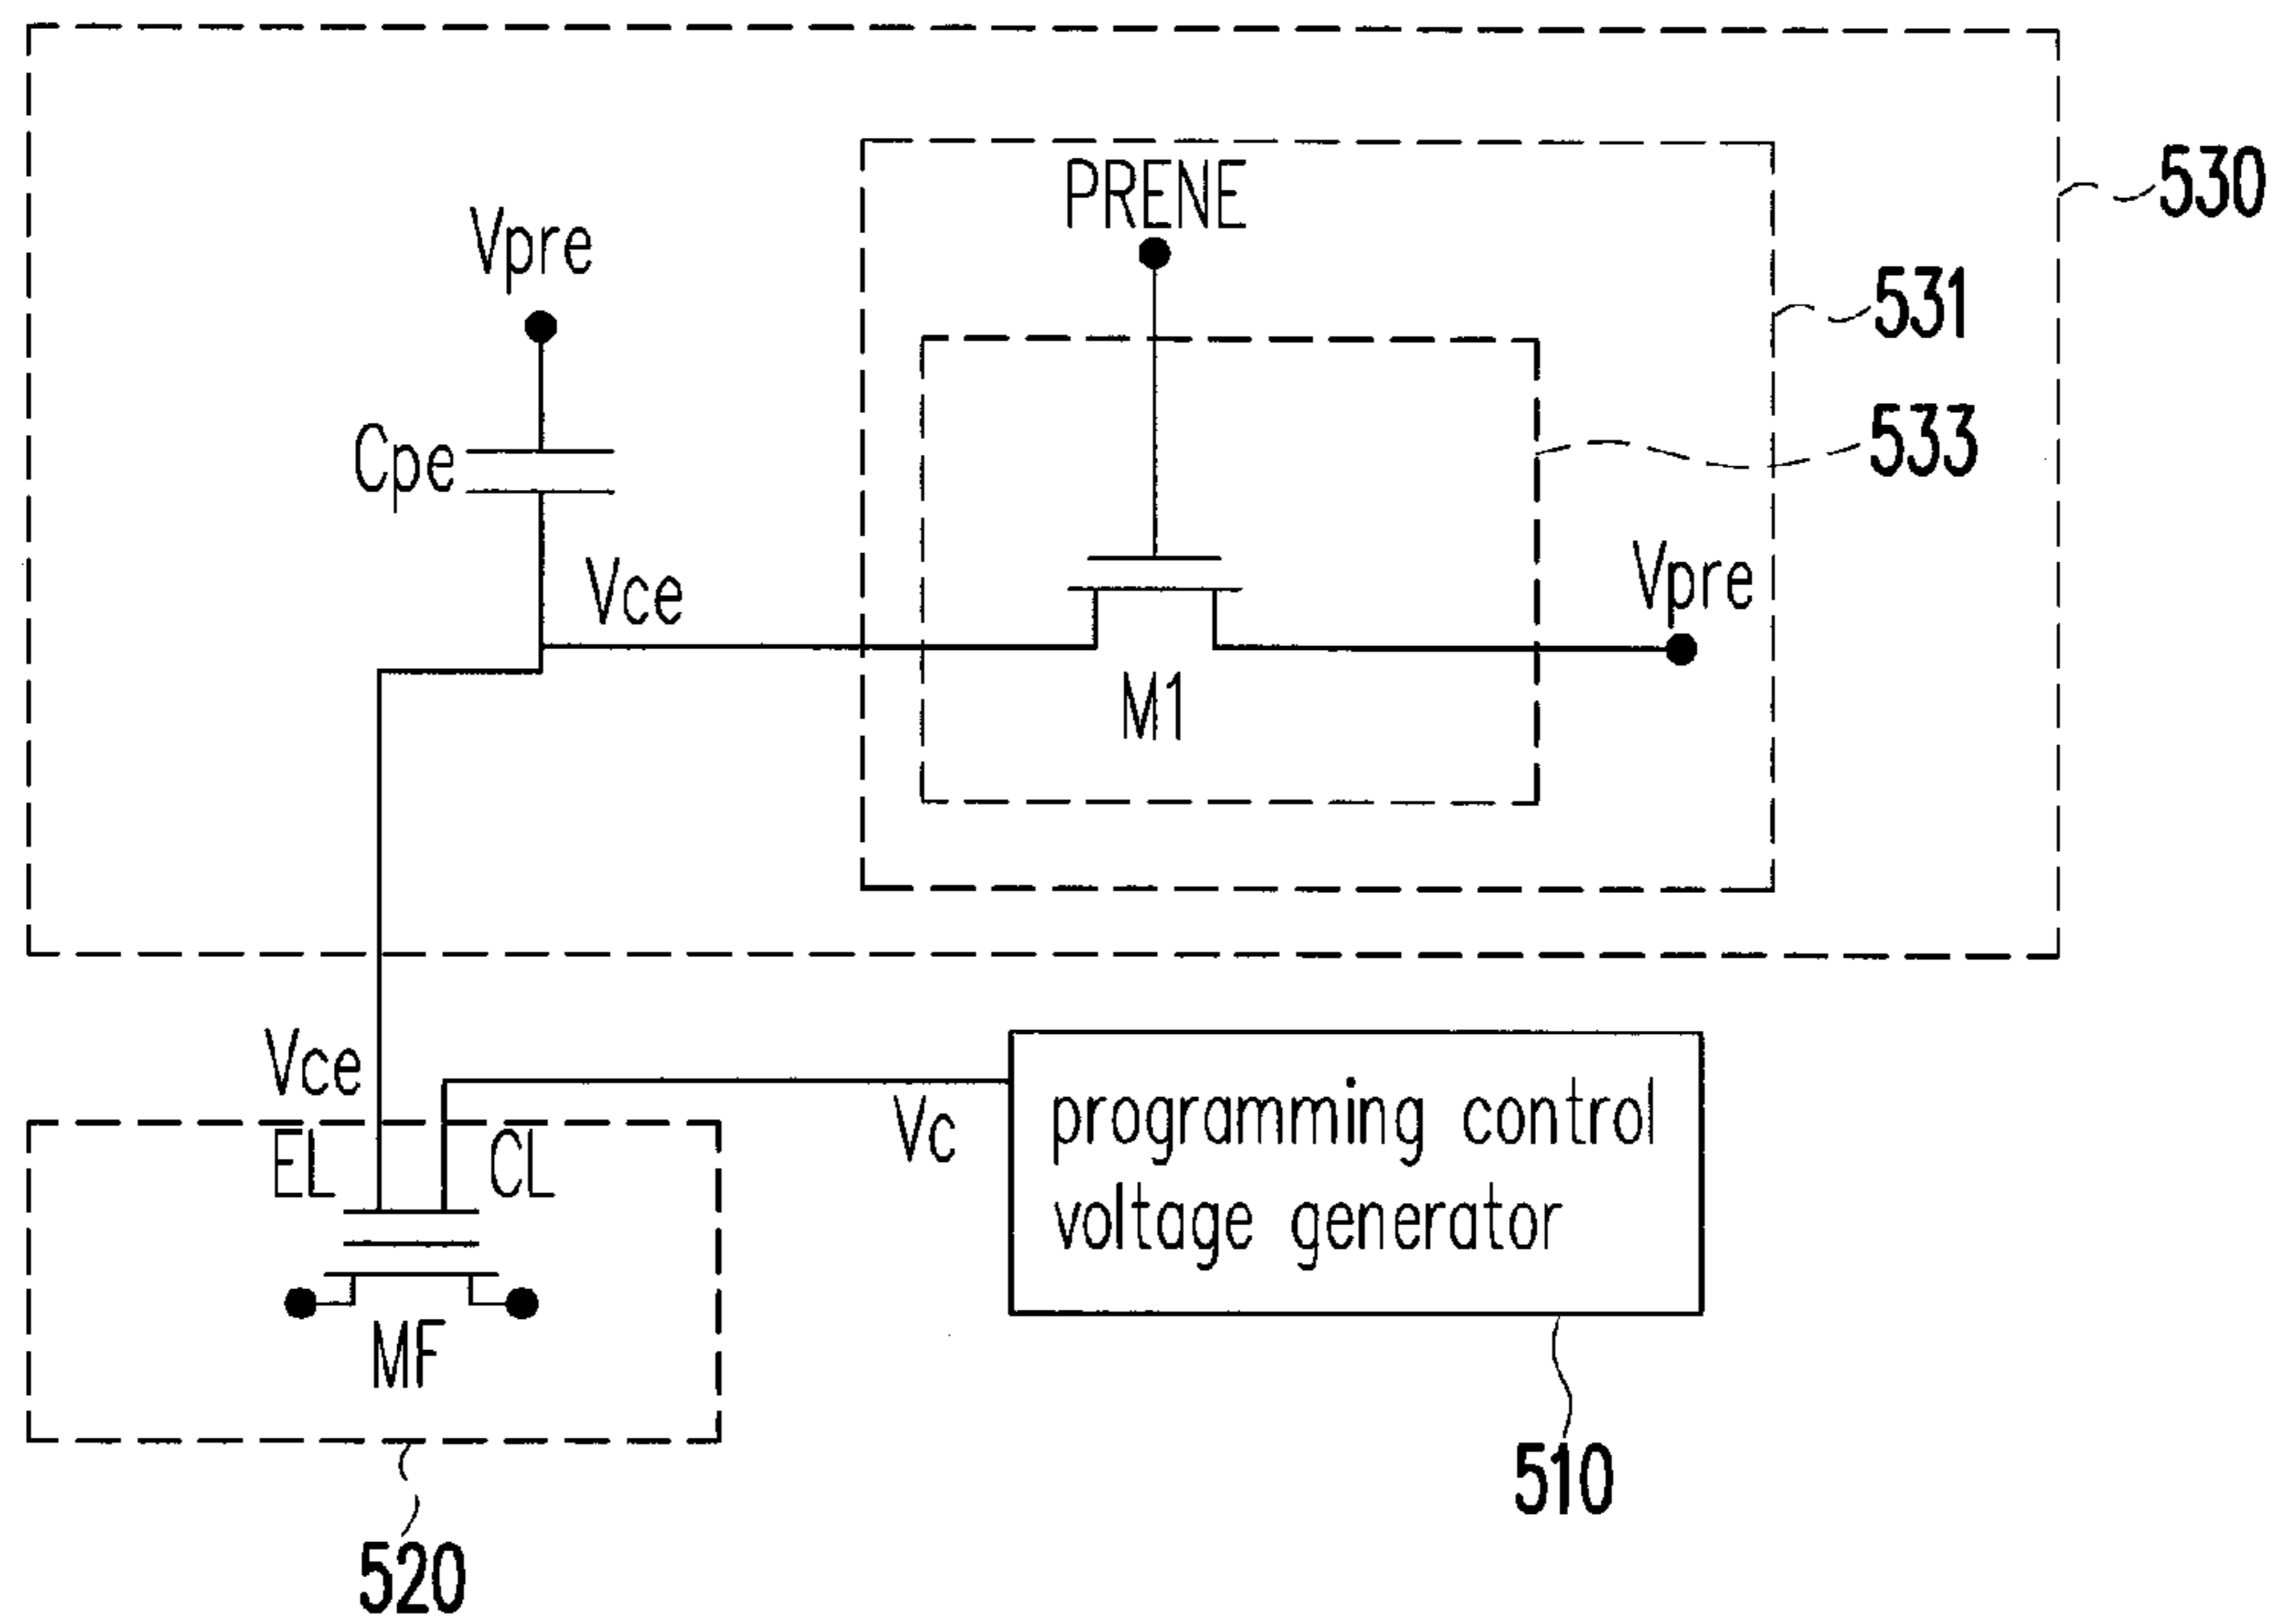 PRENE
530
Vpre
531
Cpe
533
Vce
Vpre
M1
Vce
EL
CL
Vc
programming control
voltage generator
MF
510
520